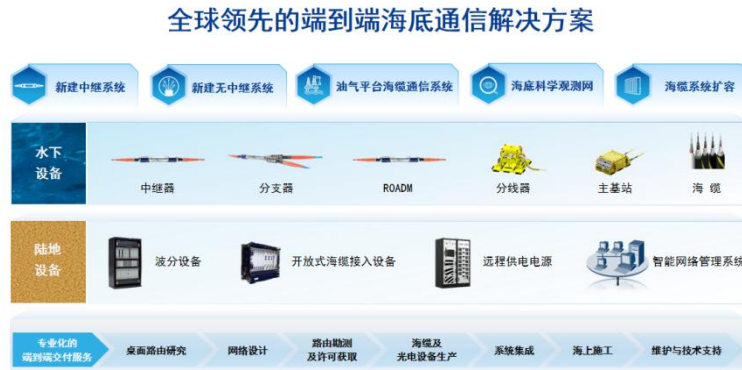 全球领先的端到端海底通信解决方案
新建中继系统
新建无中继系统
油气平台海缆通信系统
海底科学观测网
海缆系统扩容
水下
设备
中继器
分支器
ROADM
分线器
主基站
海 缆
陆地
设备
波分设备
开放式海缆接入设备
远程供电电源
智能网络管理系统
专业化的
端到端交付服务
桌面路由研究
网络设计
路由勘测
及许可获取
海缆及
光电设备生产
系统集成
海上施工
维护与技术支持